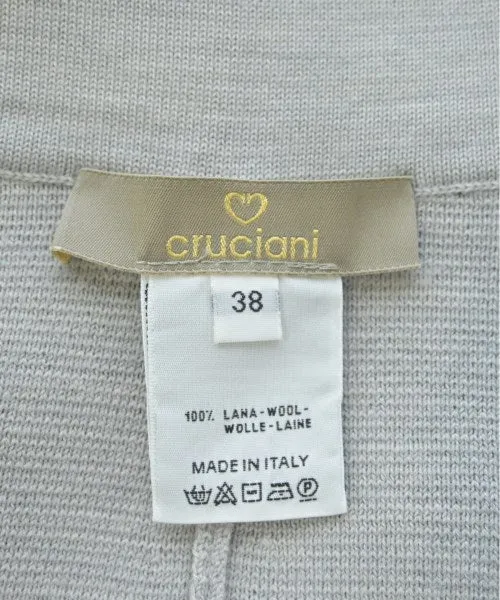 cruciani
38
100% LANA-WOOL-
WOLLE-LAINE
MADE IN ITALY
P